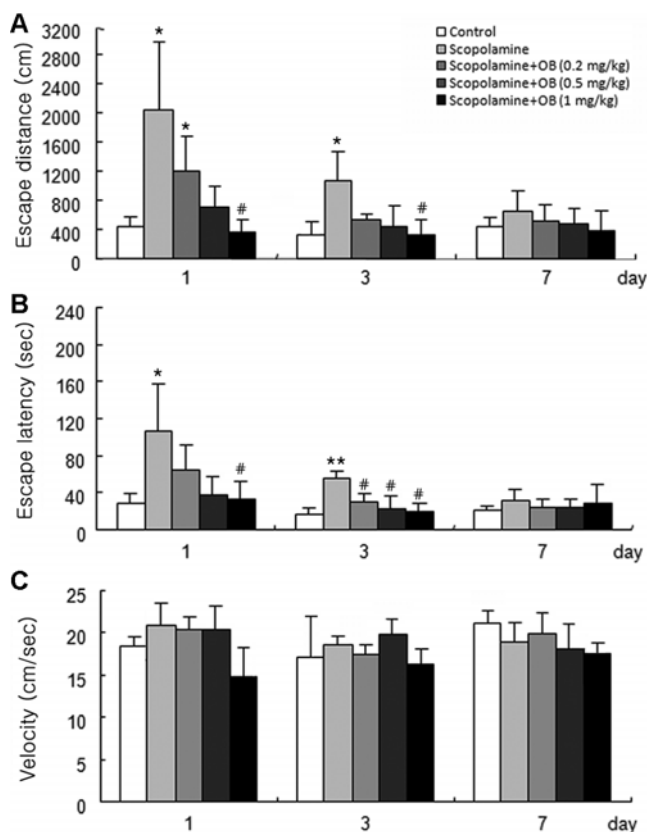 A
Escape distance (cm)
3200
2800
2400
2000
1600
1200
800
400
0
*
*
#
*
#
Control
Scopolamine
Scopolamine+OB (0.2 mg/kg)
Scopolamine+OB (0.5 mg/kg)
Scopolamine+OB (1 mg/kg)
1 3 7 day
B
Escape latency (sec)
240
200
160
120
80
40
0
*
#
**
#
#
#
1 3 7 day
C
Velocity (cm/sec)
25
20
15
10
5
0
1 3 7 day